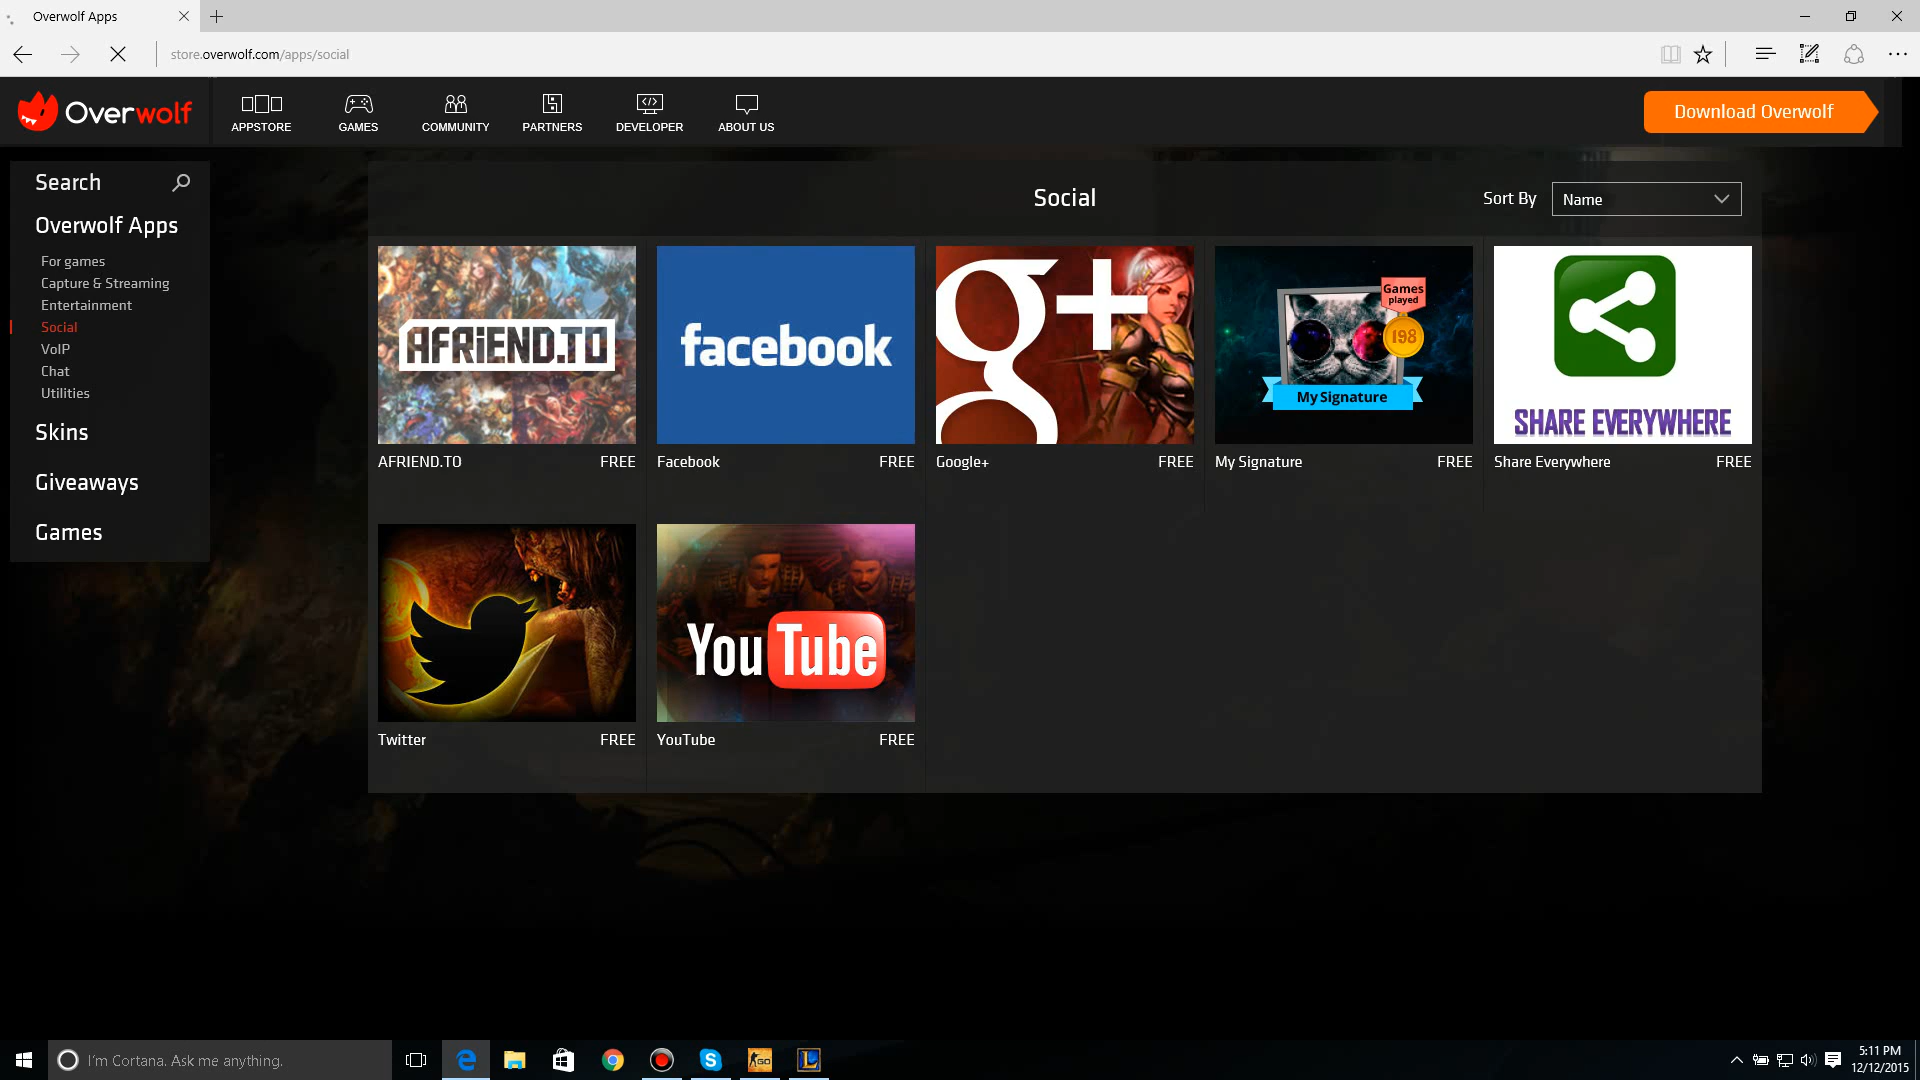 Overwolf Apps
store.overwolf.com/apps/social
Overwolf
APPSTORE
GAMES
COMMUNITY
PARTNERS
DEVELOPER
ABOUT US
Download Overwolf
Search
Overwolf Apps
For games
Capture & Streaming
Entertainment
Social
VoIP
Chat
Utilities
Skins
Giveaways
Games
Social
Sort By
Name
AFRIEND.TO
facebook
g+
Games
played
198
My Signature
SHARE EVERYWHERE
AFRIEND.TO FREE
Facebook FREE
Google+ FREE
My Signature FREE
Share Everywhere FREE
YouTube
Twitter FREE
YouTube FREE
I'm Cortana. Ask me anything.
GO
5:11 PM
12/12/2015